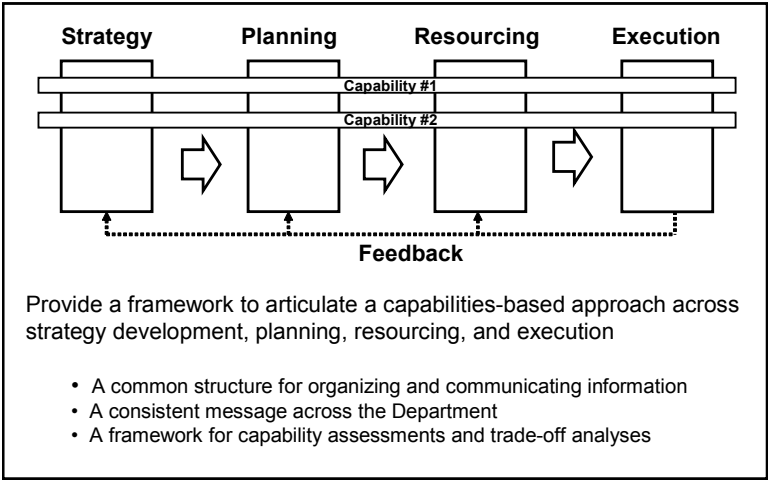 Strategy Planning Resourcing Execution
Capability #1
Capability #2
Feedback
Provide a framework to articulate a capabilities-based approach across
strategy development, planning, resourcing, and execution
• A common structure for organizing and communicating information
• A consistent message across the Department
• A framework for capability assessments and trade-off analyses